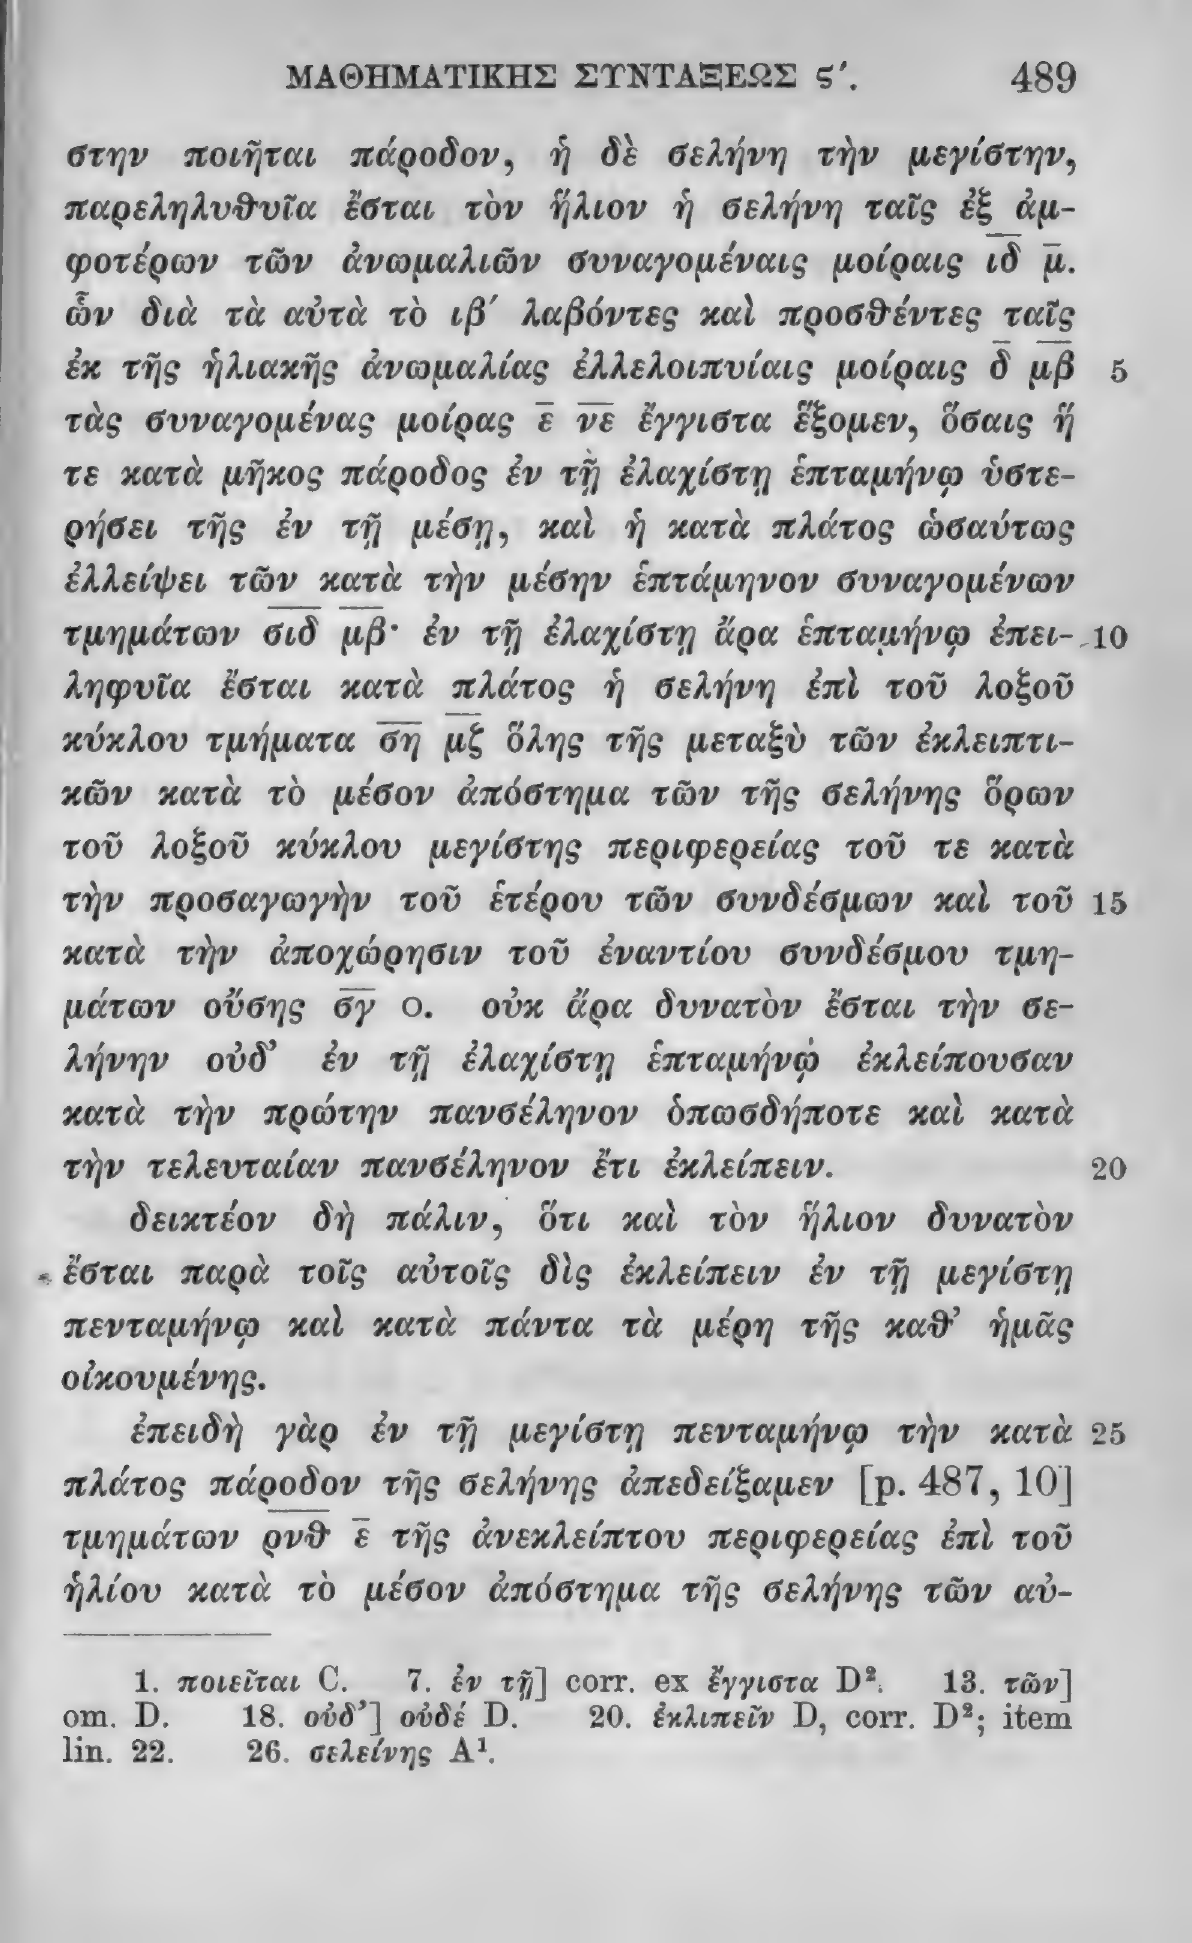 ΜΑΘΗΜΑΤΙΚΗΣ ΣΥΝΤΑΞΕΩΣ ϛʹ. 489
στην ποιῆται πάροδον, ἡ δὲ σελήνη τὴν μεγίστην,
παρεληλυθυῖα ἔσται τὸν ἥλιον ἡ σελήνη ταῖς ἐξ ἀμ-
φοτέρων τῶν ἀνωμαλιῶν συναγομέναις μοίραις ι̅δ̅ μ̅.
ὧν διὰ τὰ αὐτὰ τὸ ιβʹ λαβόντες καὶ προσθέντες ταῖς
ἐκ τῆς ἡλιακῆς ἀνωμαλίας ἐλλελοιπυίαις μοίραις δ̅ μ̅β̅ 5
τὰς συναγομένας μοίρας ε̅ ν̅ε̅ ἔγγιστα ἕξομεν, ὅσαις ἥ
τε κατὰ μῆκος πάροδος ἐν τῇ ἐλαχίστῃ ἑπταμήνῳ ὑστε-
ρήσει τῆς ἐν τῇ μέσῃ, καὶ ἡ κατὰ πλάτος ὡσαύτως
ἐλλείψει τῶν κατὰ τὴν μέσην ἑπτάμηνον συναγομένων
τμημάτων σ̅ι̅δ̅ μ̅β̅· ἐν τῇ ἐλαχίστῃ ἄρα ἑπταμήνῳ ἐπει- 10
ληφυῖα ἔσται κατὰ πλάτος ἡ σελήνη ἐπὶ τοῦ λοξοῦ
κύκλου τμήματα σ̅η̅ μ̅ζ̅ ὅλης τῆς μεταξὺ τῶν ἐκλειπτι-
κῶν κατὰ τὸ μέσον ἀπόστημα τῶν τῆς σελήνης ὅρων
τοῦ λοξοῦ κύκλου μεγίστης περιφερείας τοῦ τε κατὰ
τὴν προσαγωγὴν τοῦ ἑτέρου τῶν συνδέσμων καὶ τοῦ 15
κατὰ τὴν ἀποχώρησιν τοῦ ἐναντίου συνδέσμου τμη-
μάτων οὔσης σ̅γ̅ ο. οὐκ ἄρα δυνατὸν ἔσται τὴν σε-
λήνην οὐδ’ ἐν τῇ ἐλαχίστῃ ἑπταμήνῳ ἐκλείπουσαν
κατὰ τὴν πρώτην πανσέληνον ὁπωσδήποτε καὶ κατὰ
τὴν τελευταίαν πανσέληνον ἔτι ἐκλείπειν. 20
δεικτέον δὴ πάλιν, ὅτι καὶ τὸν ἥλιον δυνατὸν
ἔσται παρὰ τοῖς αὐτοῖς δὶς ἐκλείπειν ἐν τῇ μεγίστῃ
πενταμήνῳ καὶ κατὰ πάντα τὰ μέρη τῆς καθ’ ἡμᾶς
οἰκουμένης.
ἐπειδὴ γὰρ ἐν τῇ μεγίστῃ πενταμήνῳ τὴν κατὰ 25
πλάτος πάροδον τῆς σελήνης ἀπεδείξαμεν [p. 487, 10]
τμημάτων ρ̅ν̅θ̅ ε̅ τῆς ἀνεκλείπτου περιφερείας ἐπὶ τοῦ
ἡλίου κατὰ τὸ μέσον ἀπόστημα τῆς σελήνης τῶν αὐ-
1. ποιεῖται C. 7. ἐν τῇ] corr. ex ἔγγιστα D². 13. τῶν]
om. D. 18. οὐδ’] οὐδέ D. 20. ἐκλιπεῖν D, corr. D²; item
lin. 22. 26. σελείνης A¹.